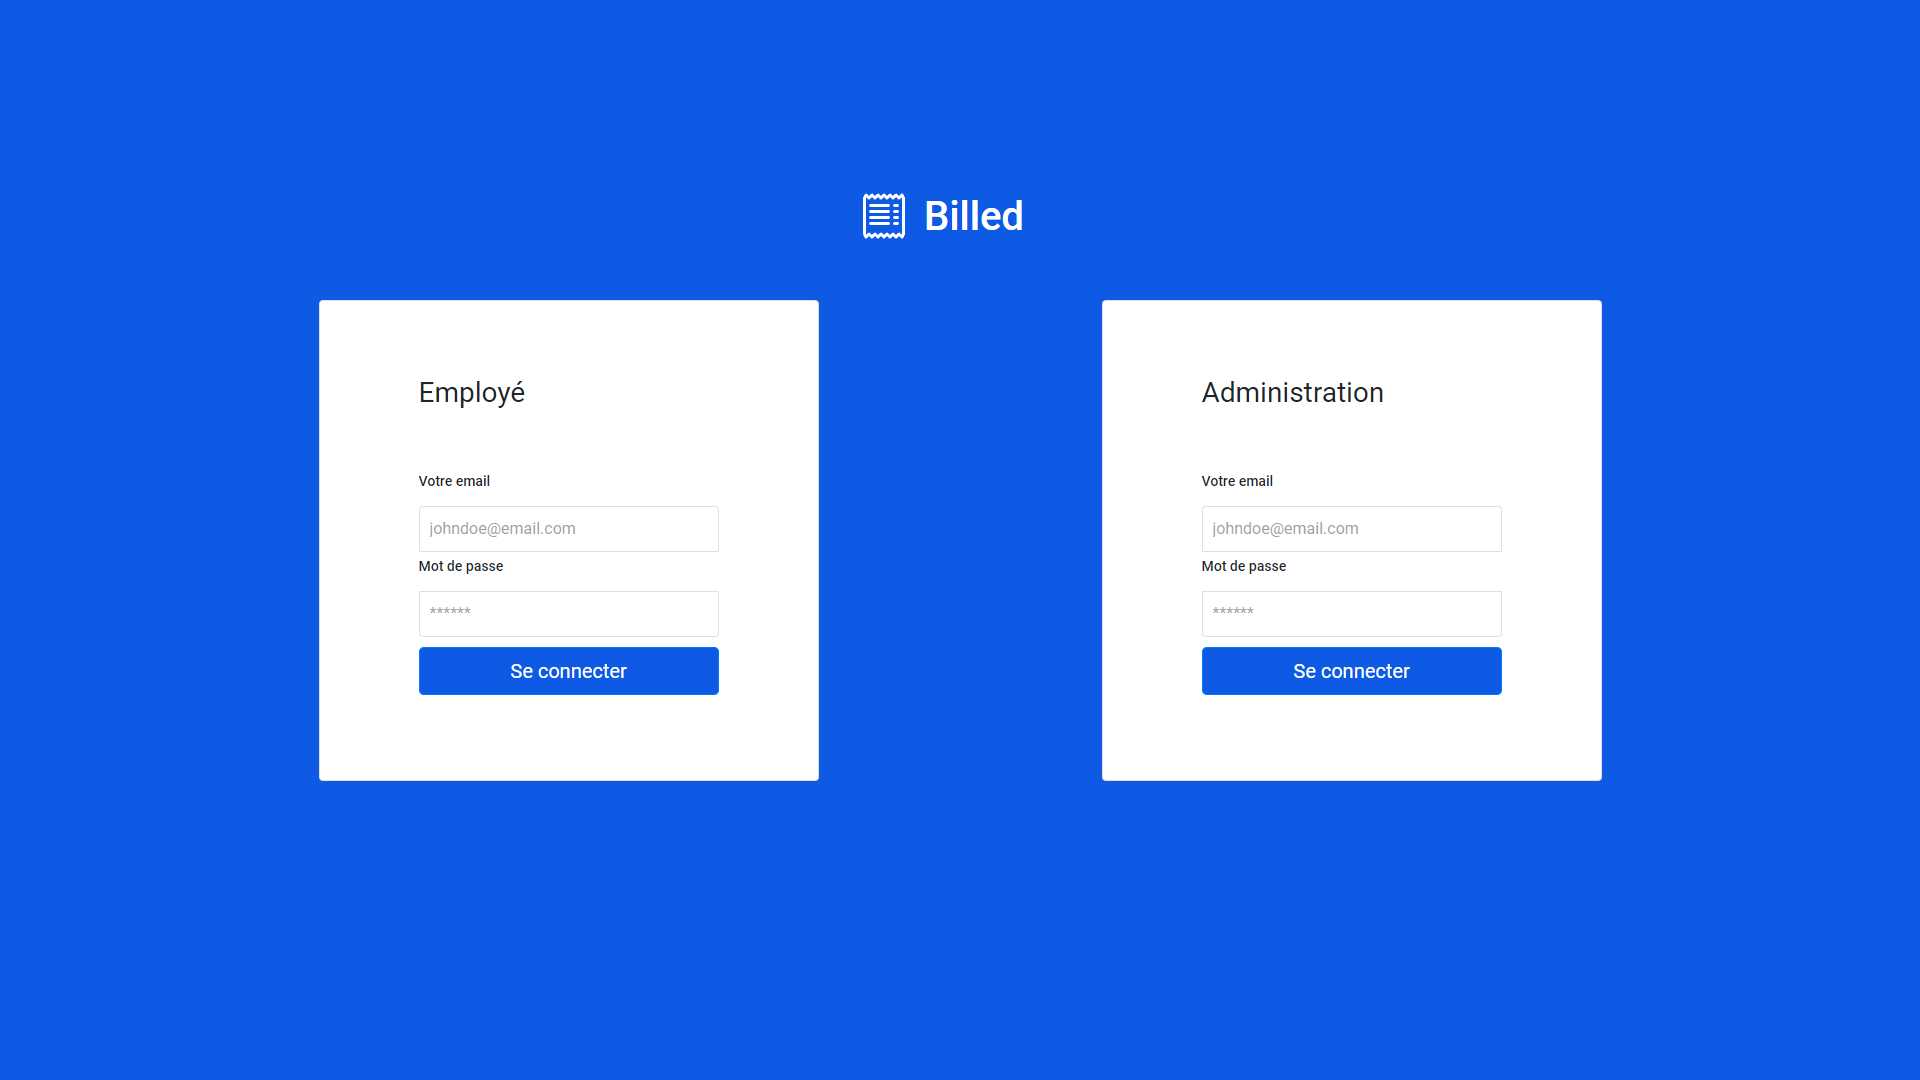 Billed
Employé
Votre email
johndoe@email.com
Mot de passe
******
Se connecter
Administration
Votre email
johndoe@email.com
Mot de passe
******
Se connecter